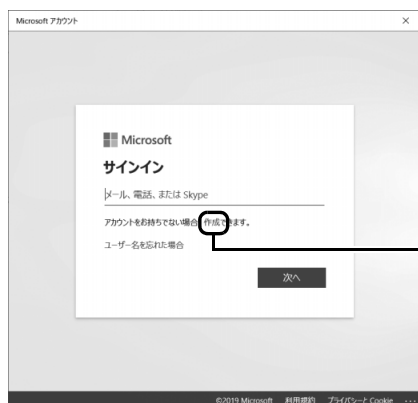 Microsoft アカウント
Microsoft
サインイン
メール、電話、または Skype
アカウントをお持ちでない場合、作成できます。
ユーザー名を忘れた場合
次へ
©2019 Microsoft 利用規約 プライバシーと Cookie ...